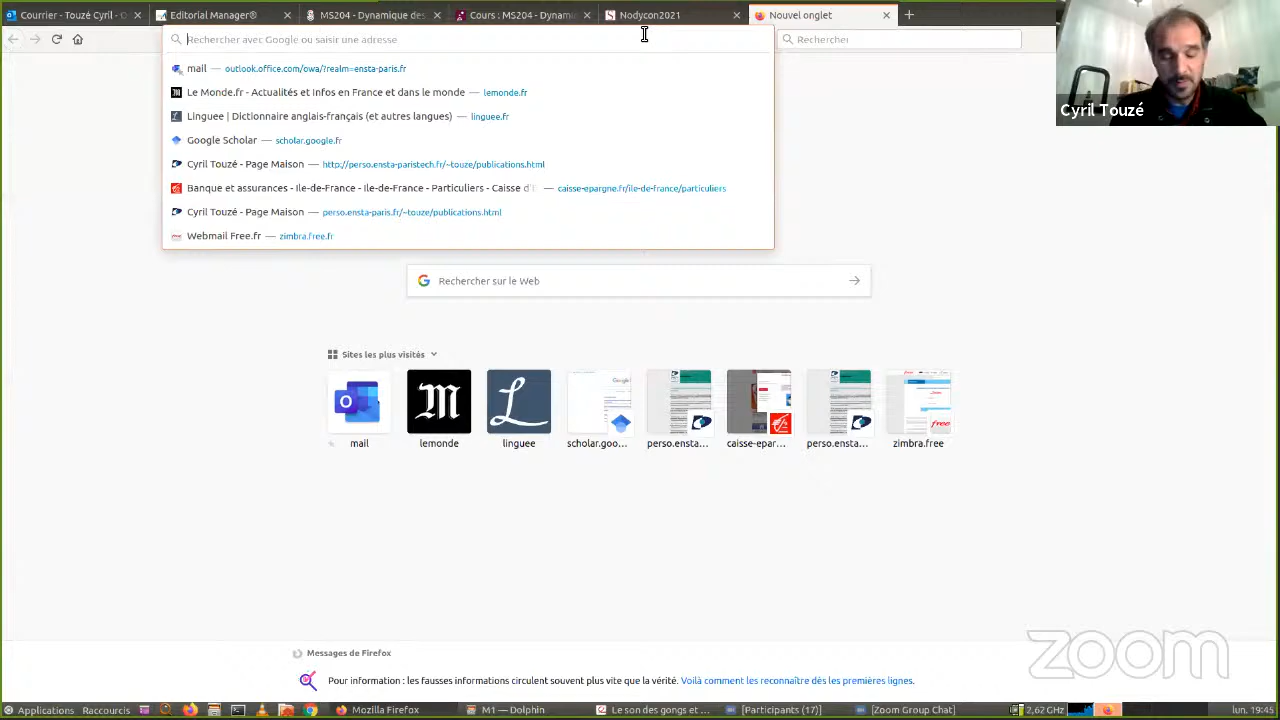 Courrier - Touzé Cyril - O
Editorial Manager®
MS204 - Dynamique des
Cours : MS204 - Dynami
Nodycon2021
Nouvel onglet
Rechercher avec Google ou saisir une adresse
Rechercher
mail — outlook.office.com/owa/?realm=ensta-paris.fr
Le Monde.fr - Actualités et Infos en France et dans le monde — lemonde.fr
Linguee | Dictionnaire anglais-français (et autres langues) — linguee.fr
Google Scholar — scholar.google.fr
Cyril Touzé - Page Maison — http://perso.ensta-paristech.fr/~touze/publications.html
Banque et assurances - Ile-de-France - Ile-de-France - Particuliers - Caisse d'E — caisse-epargne.fr/ile-de-france/particuliers
Cyril Touzé - Page Maison — perso.ensta-paris.fr/~touze/publications.html
Webmail Free.fr — zimbra.free.fr
Cyril Touzé
Rechercher sur le Web
Sites les plus visités
mail
lemonde
linguee
scholar.goo...
perso.ensta...
caisse-epar...
perso.ensta...
zimbra.free
Messages de Firefox
Pour information : les fausses informations circulent souvent plus vite que la vérité. Voilà comment les reconnaître dès les premières lignes.
zoom
Applications
Raccourcis
Mozilla Firefox
M1 — Dolphin
Le son des gongs et ...
[Participants (17)]
[Zoom Group Chat]
2,62 GHz
lun. 19:45